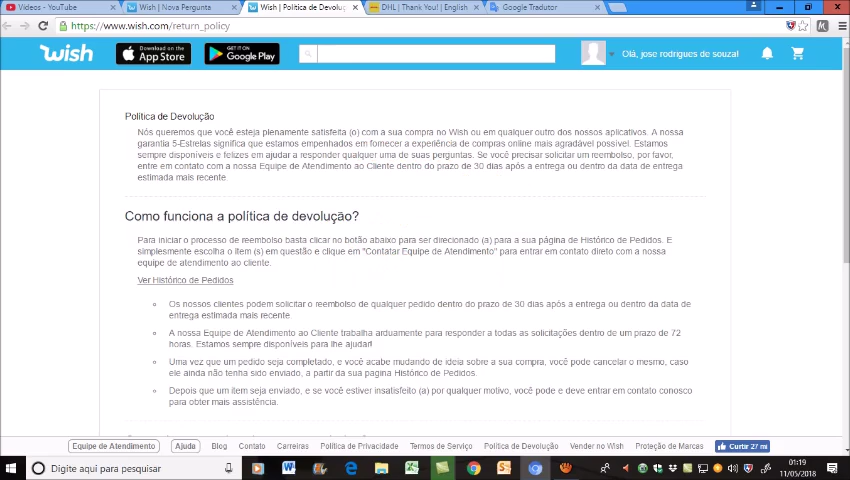 Videos - YouTube
Wish | Nova Pergunta
Wish | Política de Devoluç
DHL | Thank You! | English
Google Tradutor
https://www.wish.com/return_policy
wish
Download on the
App Store
GET IT ON
Google Play
Olá, jose rodrigues de souza!
Política de Devolução
Nós queremos que você esteja plenamente satisfeita (o) com a sua compra no Wish ou em qualquer outro dos nossos aplicativos. A nossa
garantia 5-Estrelas significa que estamos empenhados em fornecer a experiência de compras online mais agradável possível. Estamos
sempre disponíveis e felizes em ajudar a responder qualquer uma de suas perguntas. Se você precisar solicitar um reembolso, por favor,
entre em contato com a nossa Equipe de Atendimento ao Cliente dentro do prazo de 30 dias após a entrega ou dentro da data de entrega
estimada mais recente.
Como funciona a política de devolução?
Para iniciar o processo de reembolso basta clicar no botão abaixo para ser direcionado (a) para a sua página de Histórico de Pedidos. E
simplesmente escolha o item (s) em questão e clique em "Contatar Equipe de Atendimento" para entrar em contato direto com a nossa
equipe de atendimento ao cliente.
Ver Histórico de Pedidos
Os nossos clientes podem solicitar o reembolso de qualquer pedido dentro do prazo de 30 dias após a entrega ou dentro da data de
entrega estimada mais recente.
A nossa Equipe de Atendimento ao Cliente trabalha arduamente para responder a todas as solicitações dentro de um prazo de 72
horas. Estamos sempre disponíveis para lhe ajudar!
Uma vez que um pedido seja completado, e você acabe mudando de ideia sobre a sua compra, você pode cancelar o mesmo, caso
ele ainda não tenha sido enviado, a partir da sua pagina Histórico de Pedidos.
Depois que um item seja enviado, e se você estiver insatisfeito (a) por qualquer motivo, você pode e deve entrar em contato conosco
para obter mais assistência.
Equipe de Atendimento
Ajuda
Blog
Contato
Carreiras
Política de Privacidade
Termos de Serviço
Política de Devolução
Vender no Wish
Proteção de Marcas
Curtir 27 mi
Digite aqui para pesquisar
01:19
11/05/2018